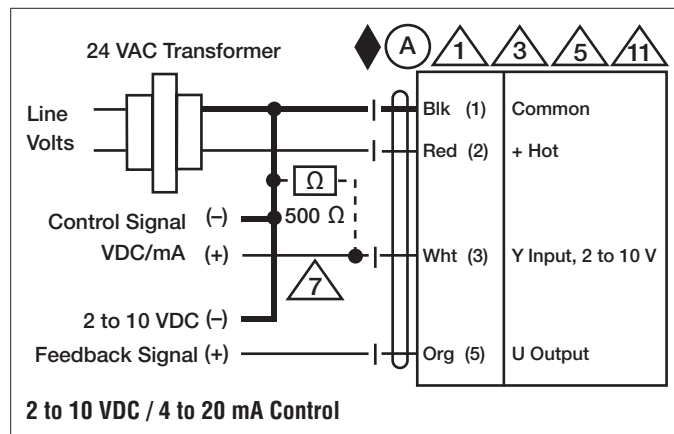 24 VAC Transformer
A 1 3 5 11
Line
Volts
Blk (1) Common
Red (2) + Hot
Ω
Control Signal (–) 500 Ω
VDC/mA (+)
Wht (3) Y Input, 2 to 10 V
7
2 to 10 VDC (–)
Feedback Signal (+)
Org (5) U Output
2 to 10 VDC / 4 to 20 mA Control